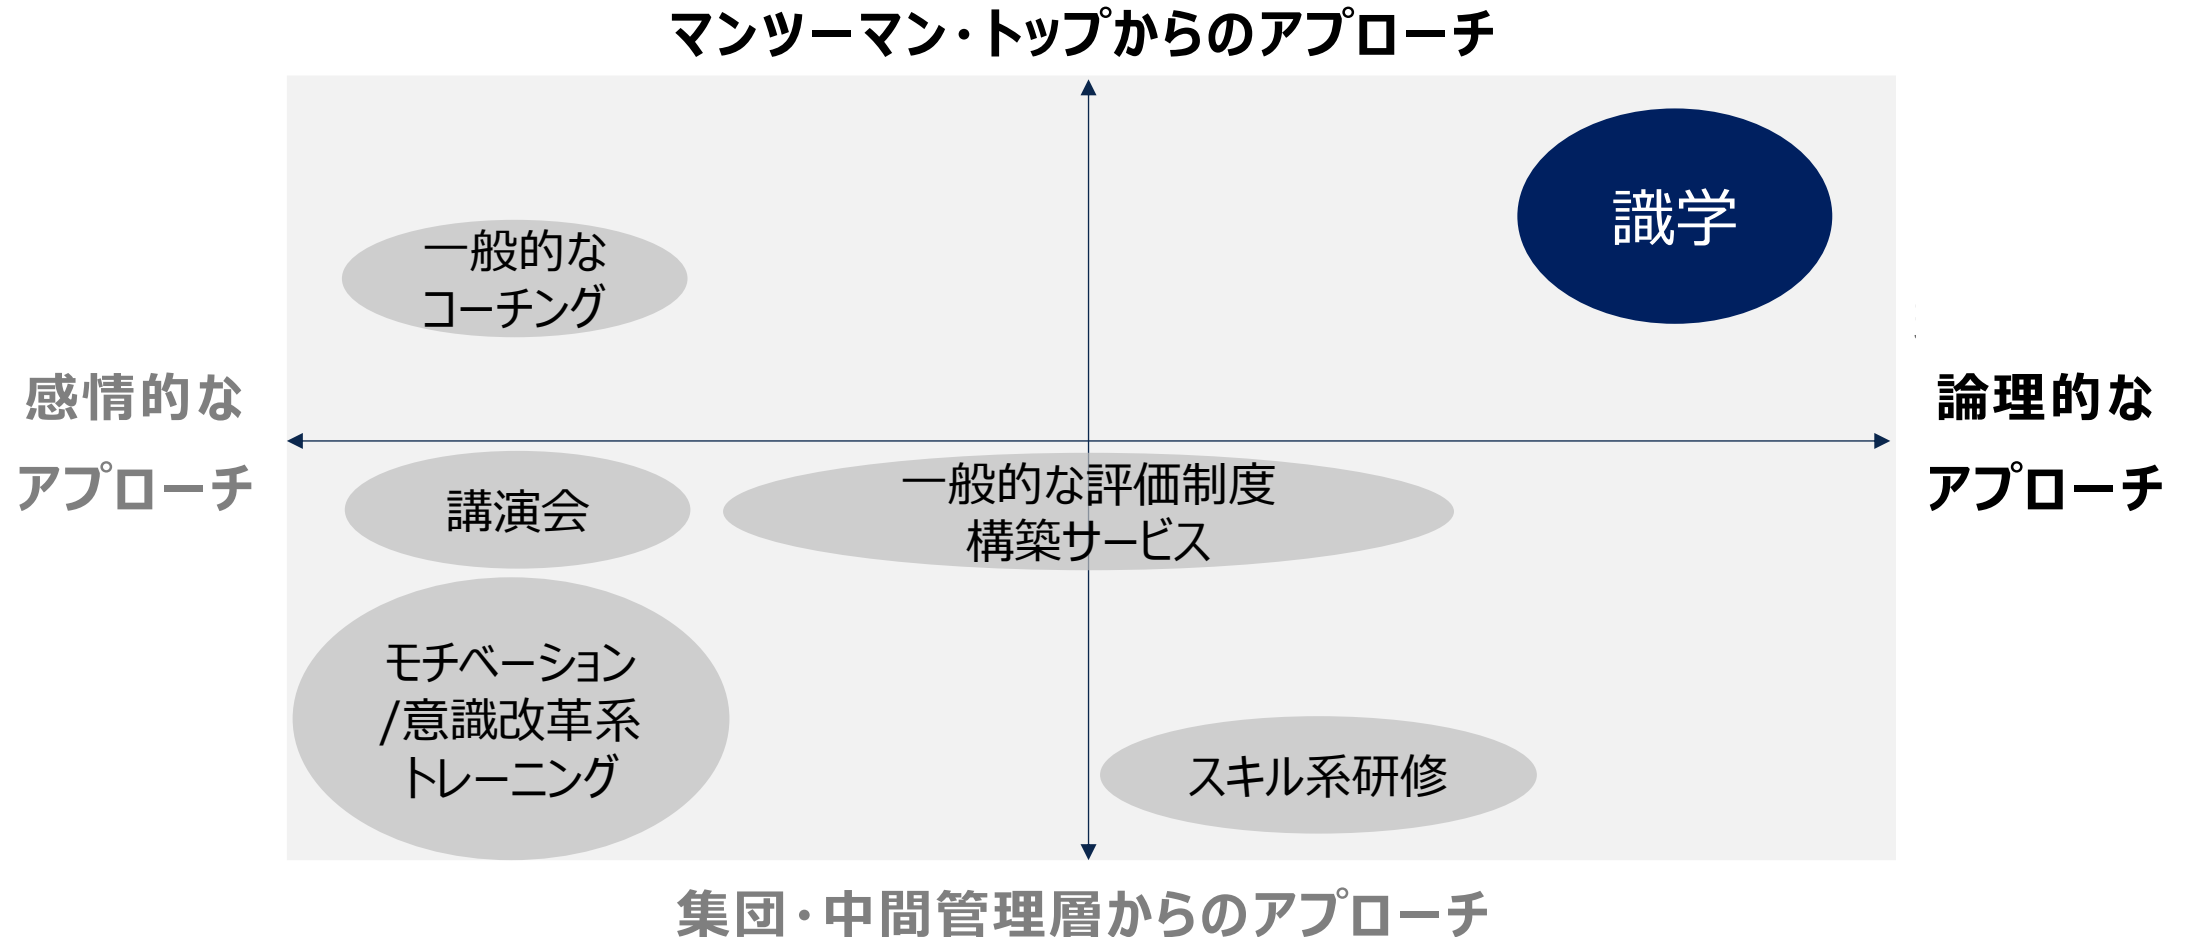 マンツーマン・トップからのアプローチ
識学
一般的な
コーチング
感情的な
アプローチ
論理的な
アプローチ
講演会
一般的な評価制度
構築サービス
モチベーション
/意識改革系
トレーニング
スキル系研修
集団・中間管理層からのアプローチ